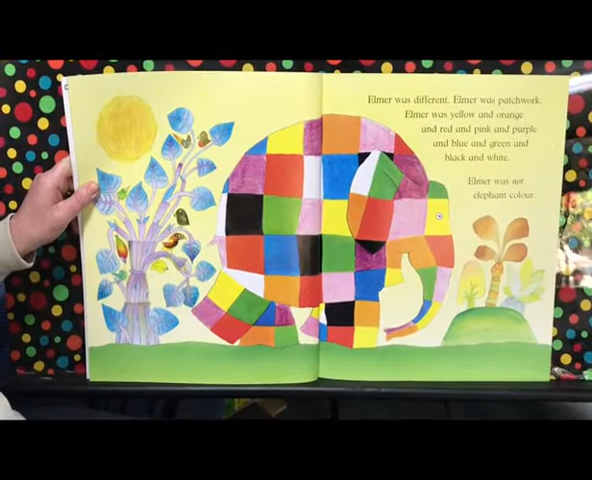 Elmer was different. Elmer was patchwork.
Elmer was yellow and orange
and red and pink and purple
and blue and green and
black and white.
Elmer was not
elephant colour.